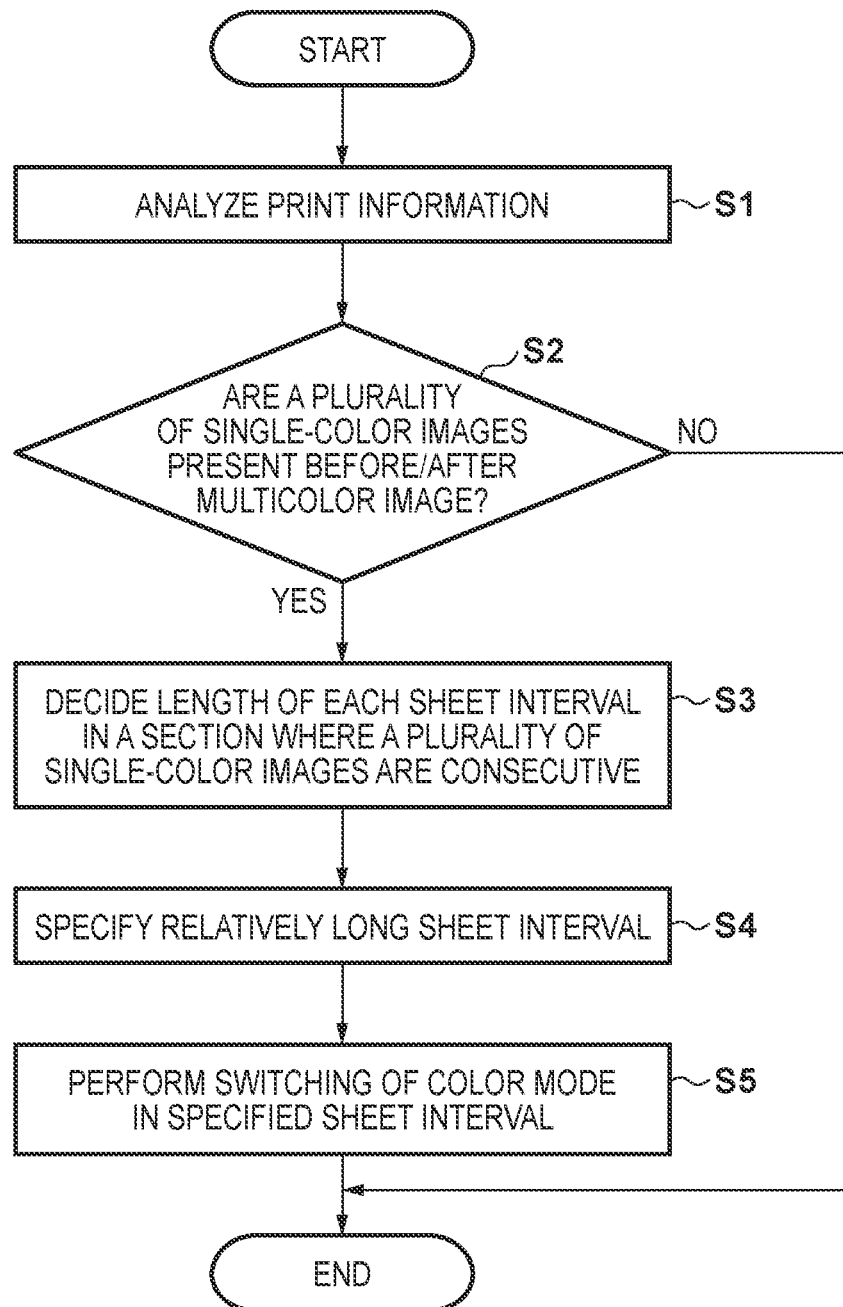 START
ANALYZE PRINT INFORMATION
S1
S2
ARE A PLURALITY
OF SINGLE-COLOR IMAGES
PRESENT BEFORE/AFTER
MULTICOLOR IMAGE?
NO
YES
DECIDE LENGTH OF EACH SHEET INTERVAL
IN A SECTION WHERE A PLURALITY OF
SINGLE-COLOR IMAGES ARE CONSECUTIVE
S3
SPECIFY RELATIVELY LONG SHEET INTERVAL
S4
PERFORM SWITCHING OF COLOR MODE
IN SPECIFIED SHEET INTERVAL
S5
END